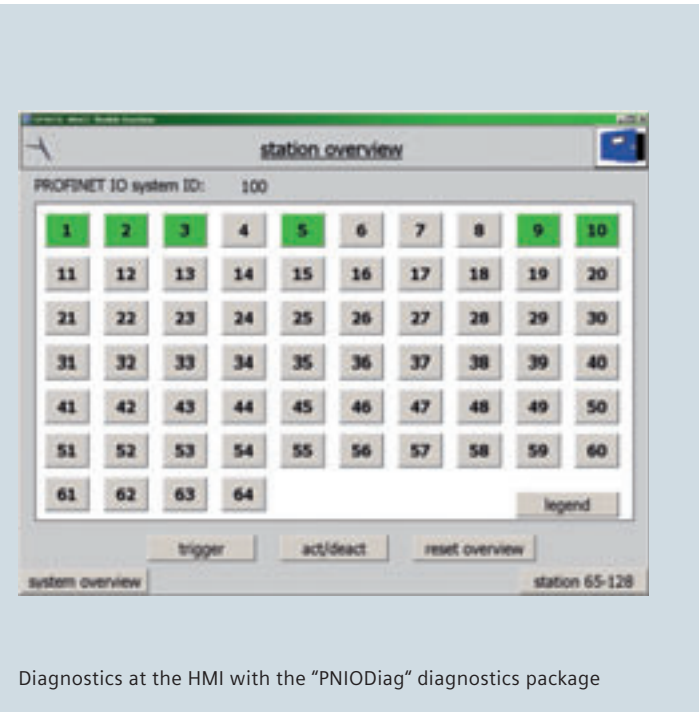 station overview
PROFINET IO system ID: 100
1 2 3 4 5 6 7 8 9 10
11 12 13 14 15 16 17 18 19 20
21 22 23 24 25 26 27 28 29 30
31 32 33 34 35 36 37 38 39 40
41 42 43 44 45 46 47 48 49 50
51 52 53 54 55 56 57 58 59 60
61 62 63 64
legend
trigger act/deact reset overview
system overview station 65-128
Diagnostics at the HMI with the “PNIODiag“ diagnostics package